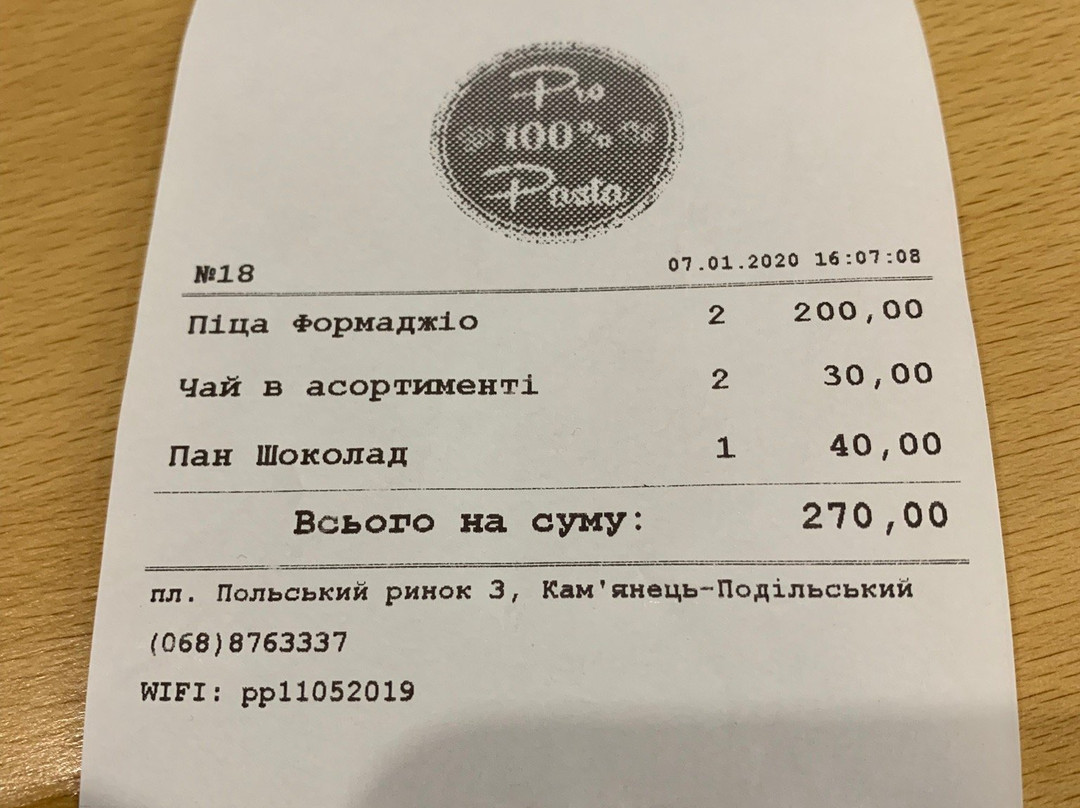 Pro
100%
Pasta
№18 07.01.2020 16:07:08
Піца Формаджіо 2 200,00
Чай в асортименті 2 30,00
Пан Шоколад 1 40,00
Всього на суму: 270,00
пл. Польський ринок 3, Кам'янець-Подільський
(068)8763337
WIFI: pp11052019